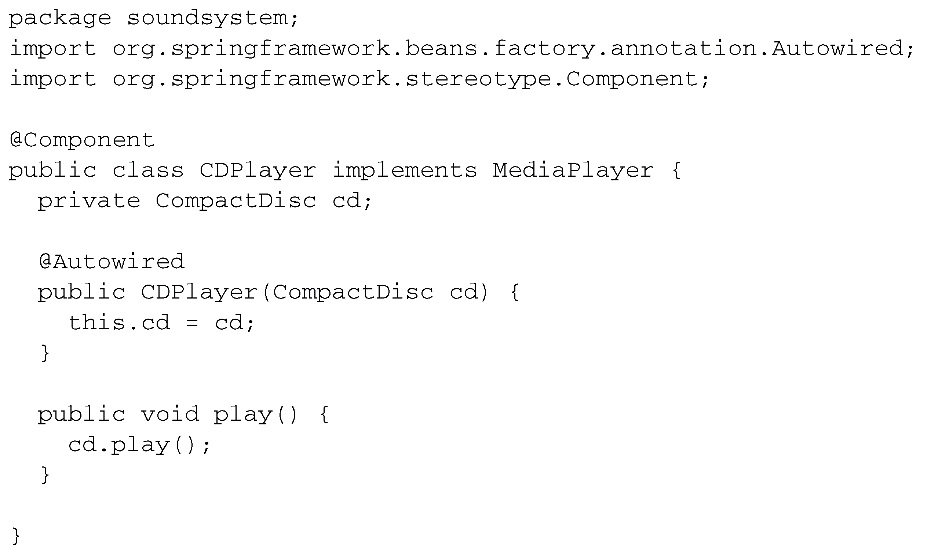 package soundsystem;
import org.springframework.beans.factory.annotation.Autowired;
import org.springframework.stereotype.Component;

@Component
public class CDPlayer implements MediaPlayer {
  private CompactDisc cd;

  @Autowired
  public CDPlayer(CompactDisc cd) {
    this.cd = cd;
  }

  public void play() {
    cd.play();
  }

}